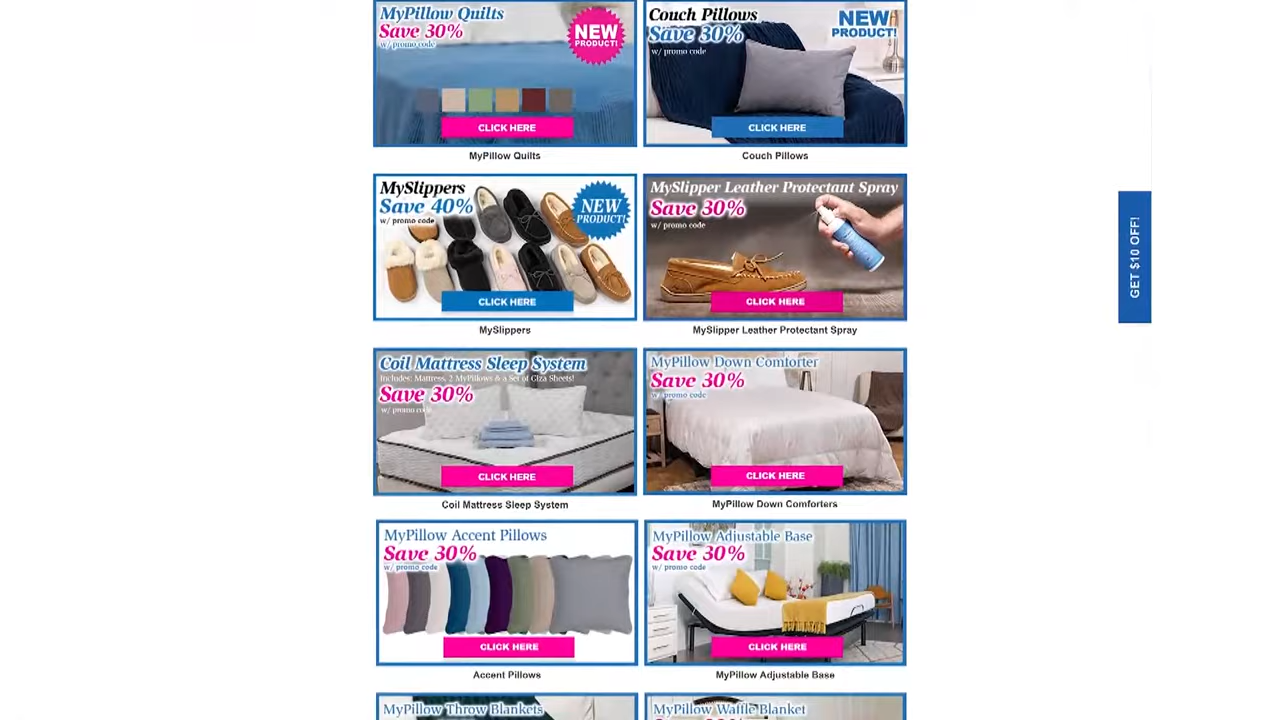 MyPillow Quilts
Save 30%
w/ promo code
NEW
PRODUCT!
CLICK HERE
MyPillow Quilts
Couch Pillows
Save 30%
w/ promo code
NEW
PRODUCT!
CLICK HERE
Couch Pillows
MySlippers
Save 40%
w/ promo code
NEW
PRODUCT!
CLICK HERE
MySlippers
MySlipper Leather Protectant Spray
Save 30%
w/ promo code
CLICK HERE
MySlipper Leather Protectant Spray
GET $10 OFF!
Coil Mattress Sleep System
Includes: Mattress, 2 MyPillows & a Set of Giza Sheets!
Save 30%
w/ promo code
CLICK HERE
Coil Mattress Sleep System
MyPillow Down Comforter
Save 30%
w/ promo code
CLICK HERE
MyPillow Down Comforters
MyPillow Accent Pillows
Save 30%
w/ promo code
CLICK HERE
Accent Pillows
MyPillow Adjustable Base
Save 30%
w/ promo code
CLICK HERE
MyPillow Adjustable Base
MyPillow Throw Blankets
MyPillow Waffle Blanket